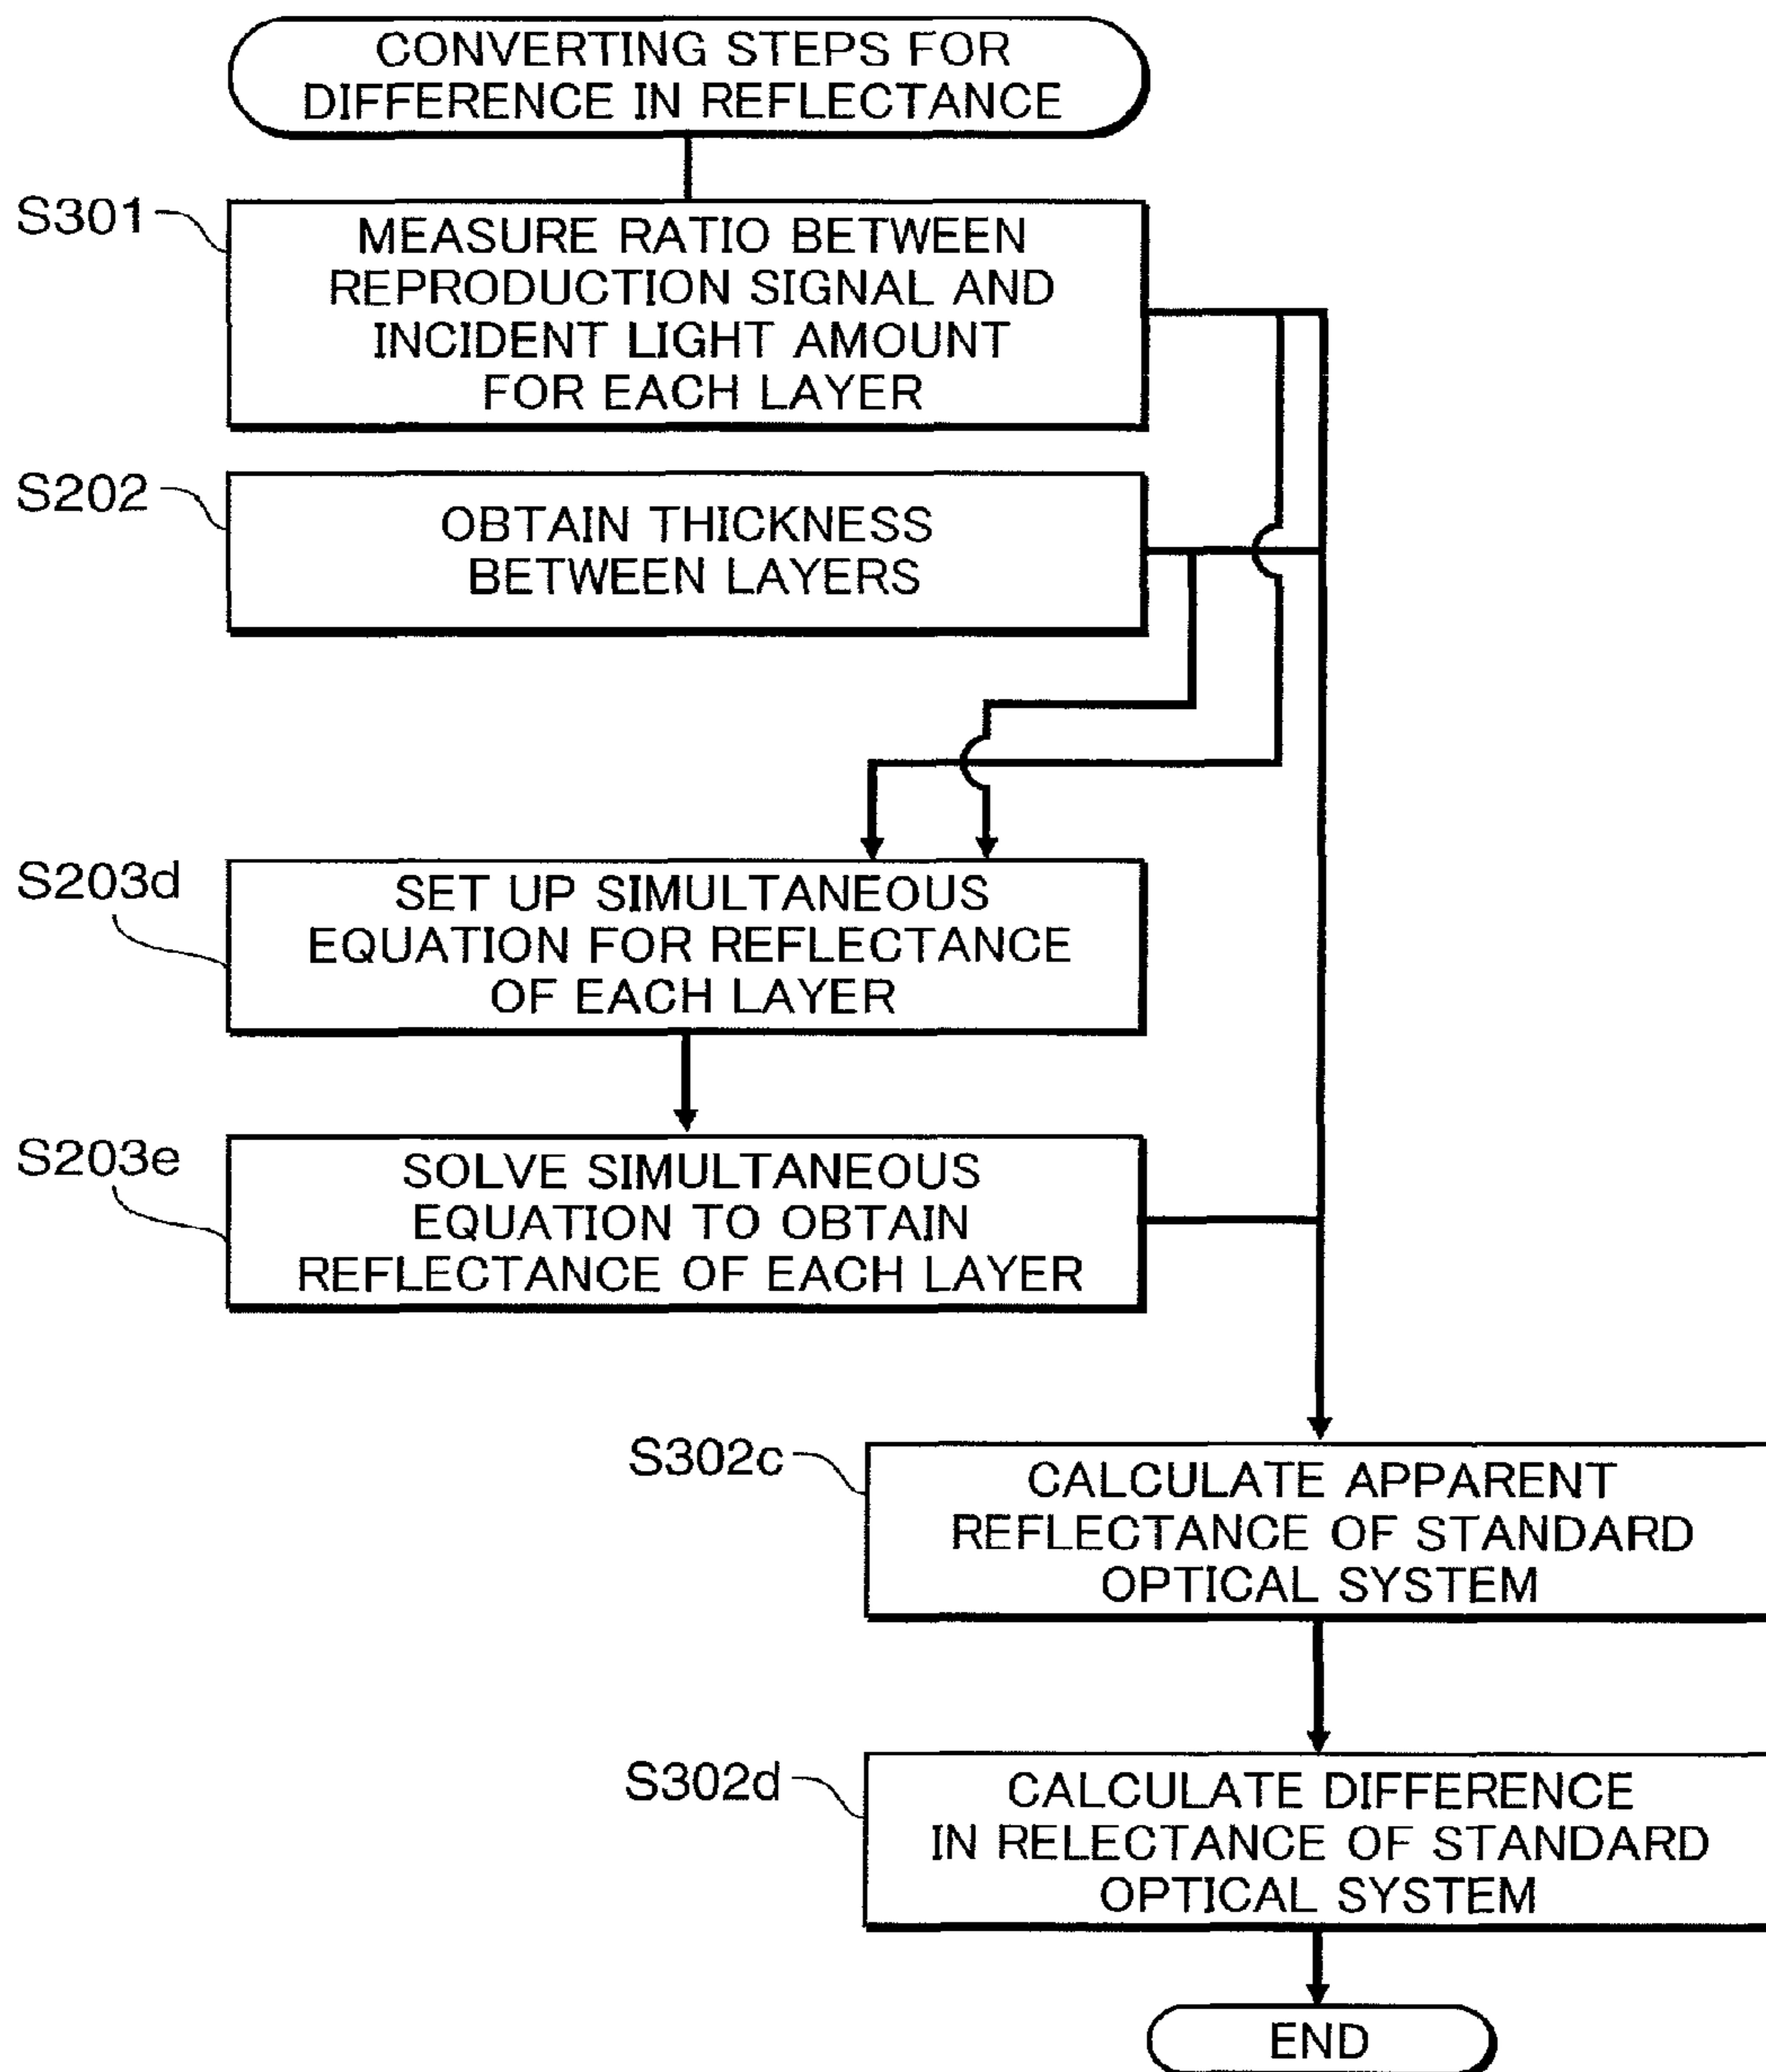 CONVERTING STEPS FOR
DIFFERENCE IN REFLECTANCE
S301
MEASURE RATIO BETWEEN
REPRODUCTION SIGNAL AND
INCIDENT LIGHT AMOUNT
FOR EACH LAYER
S202
OBTAIN THICKNESS
BETWEEN LAYERS
S203d
SET UP SIMULTANEOUS
EQUATION FOR REFLECTANCE
OF EACH LAYER
S203e
SOLVE SIMULTANEOUS
EQUATION TO OBTAIN
REFLECTANCE OF EACH LAYER
S302c
CALCULATE APPARENT
REFLECTANCE OF STANDARD
OPTICAL SYSTEM
S302d
CALCULATE DIFFERENCE
IN RELECTANCE OF STANDARD
OPTICAL SYSTEM
END